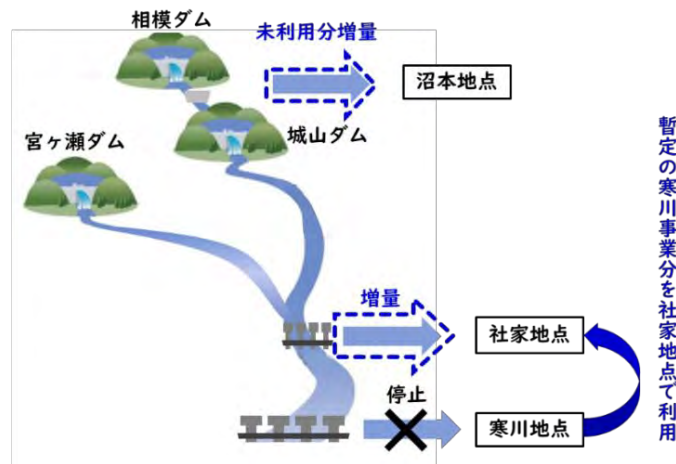 相模ダム
未利用分増量
沼本地点
宮ヶ瀬ダム
城山ダム
増量
社家地点
停止
寒川地点
暫定の寒川事業分を社家地点で利用